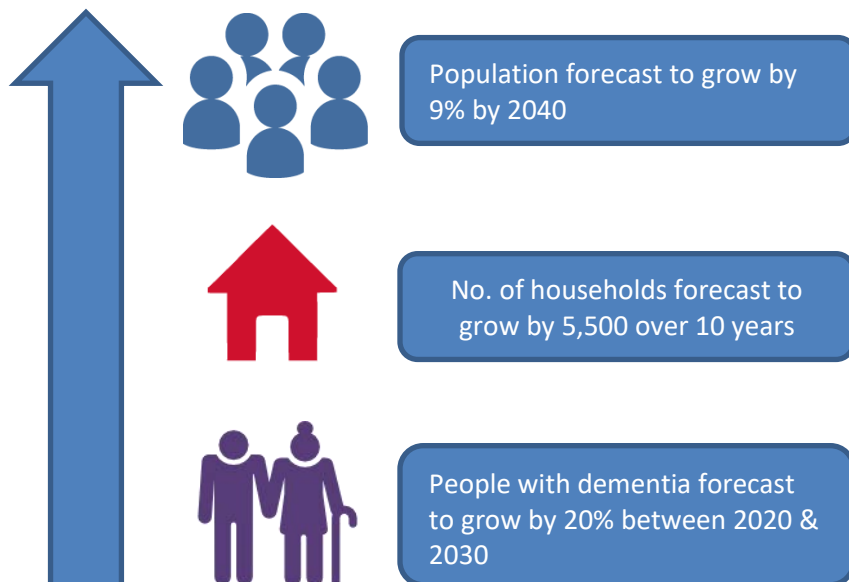 Population forecast to grow by
9% by 2040
No. of households forecast to
grow by 5,500 over 10 years
People with dementia forecast
to grow by 20% between 2020 &
2030